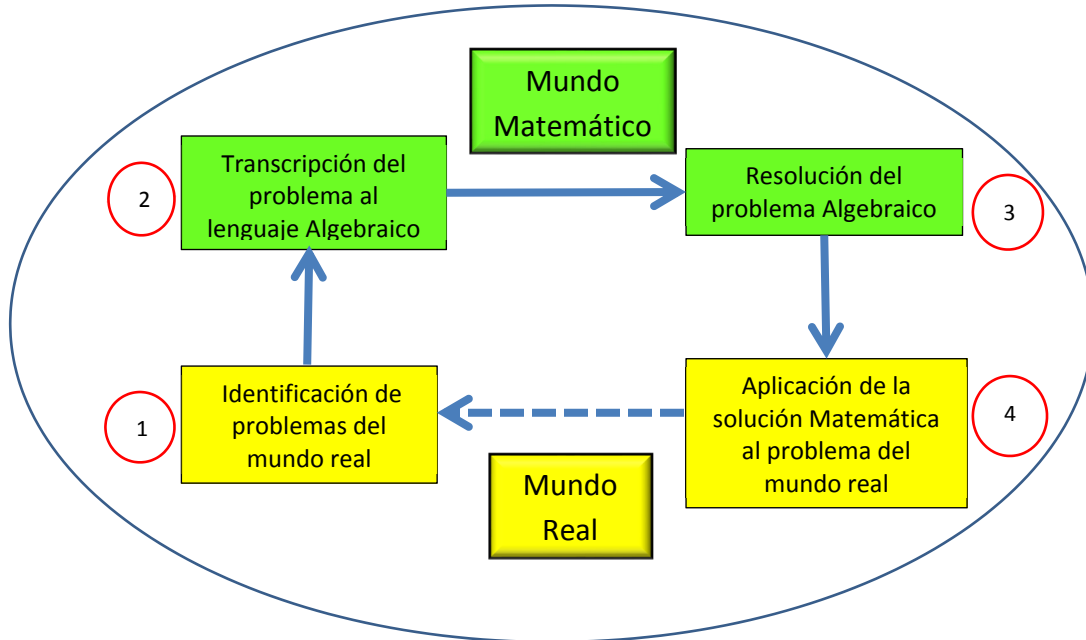 Mundo
Matemático
2
Transcripción del
problema al
lenguaje Algebraico
Resolución del
problema Algebraico
3
1
Identificación de
problemas del
mundo real
Aplicación de la
solución Matemática
al problema del
mundo real
4
Mundo
Real